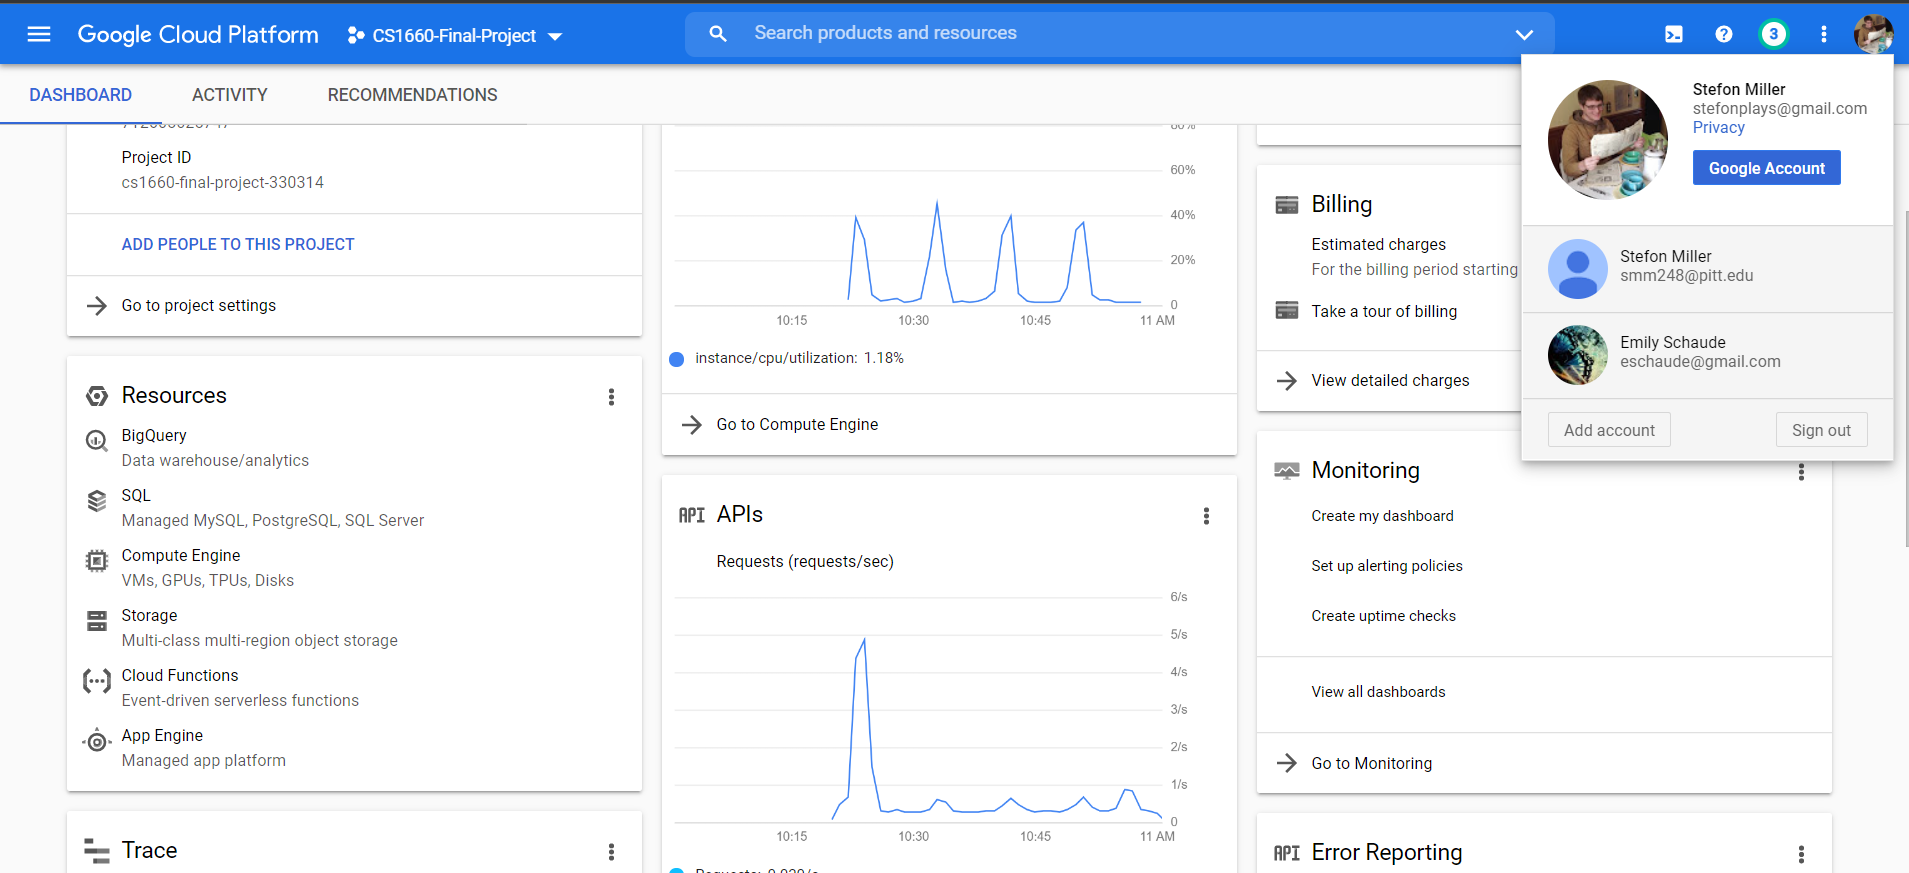 Google Cloud Platform
CS1660-Final-Project
Search products and resources
3
DASHBOARD
ACTIVITY
RECOMMENDATIONS
Project ID
cs1660-final-project-330314
ADD PEOPLE TO THIS PROJECT
Go to project settings
Resources
BigQuery
Data warehouse/analytics
SQL
Managed MySQL, PostgreSQL, SQL Server
Compute Engine
VMs, GPUs, TPUs, Disks
Storage
Multi-class multi-region object storage
Cloud Functions
Event-driven serverless functions
App Engine
Managed app platform
Trace
80%
60%
40%
20%
0
10:15
10:30
10:45
11 AM
instance/cpu/utilization: 1.18%
Go to Compute Engine
API
APIs
Requests (requests/sec)
6/s
5/s
4/s
3/s
2/s
1/s
0
10:15
10:30
10:45
11 AM
Billing
Estimated charges
For the billing period starting
Take a tour of billing
View detailed charges
Monitoring
Create my dashboard
Set up alerting policies
Create uptime checks
View all dashboards
Go to Monitoring
API
Error Reporting
Stefon Miller
stefonplays@gmail.com
Privacy
Google Account
Stefon Miller
smm248@pitt.edu
Emily Schaude
eschaude@gmail.com
Add account
Sign out